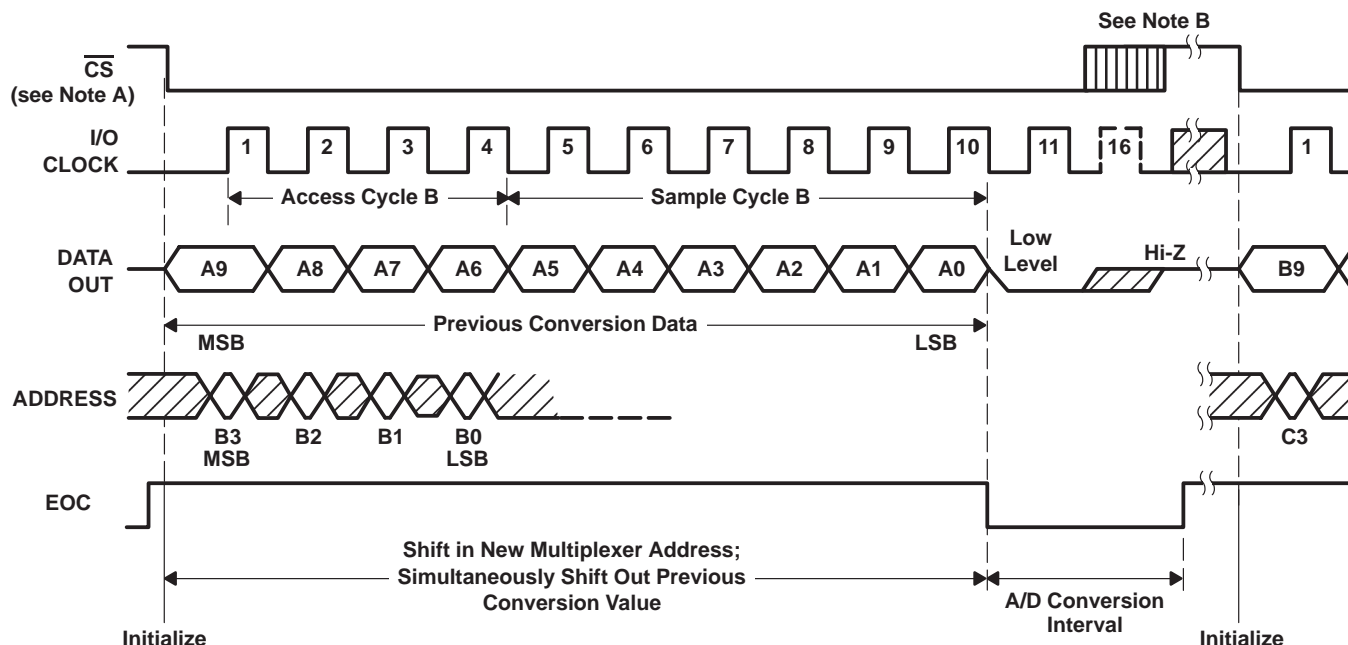 See Note B
CS
(see Note A)
I/O
CLOCK
1 2 3 4 5 6 7 8 9 10 11 16 1
Access Cycle B
Sample Cycle B
DATA
OUT
A9 A8 A7 A6 A5 A4 A3 A2 A1 A0
Low
Level
Hi-Z
B9
Previous Conversion Data
MSB
LSB
ADDRESS
B3 B2 B1 B0
MSB LSB
C3
EOC
Shift in New Multiplexer Address;
Simultaneously Shift Out Previous
Conversion Value
A/D Conversion
Interval
Initialize
Initialize